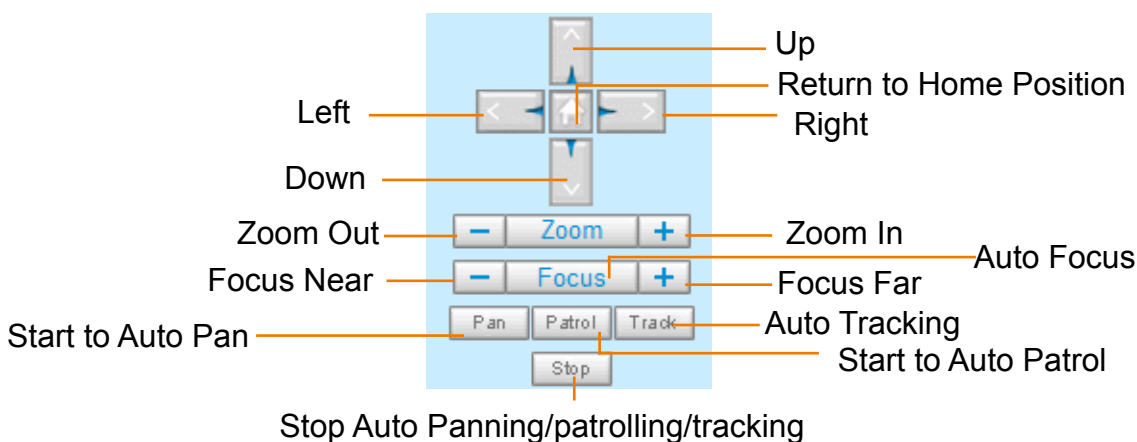 Up
Return to Home Position
Left
Right
Down
Zoom Out
− Zoom +
Zoom In
Auto Focus
Focus Near
− Focus +
Focus Far
Pan Patrol Track
Auto Tracking
Start to Auto Pan
Start to Auto Patrol
Stop
Stop Auto Panning/patrolling/tracking